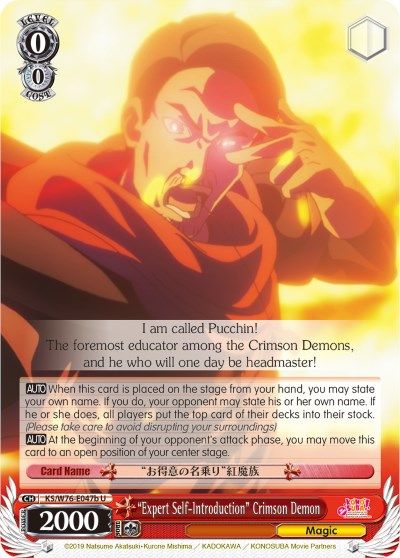 LEVEL
0
0
COST
I am called Pucchin!
The foremost educator among the Crimson Demons,
and he who will one day be headmaster!
AUTO When this card is placed on the stage from your hand, you may state
your own name. If you do, your opponent may state his or her own name. If
he or she does, all players put the top card of their decks into their stock.
(Please take care to avoid disrupting your surroundings)
AUTO At the beginning of your opponent's attack phase, you may move this
card to an open position of your center stage.
Card Name
“お得意の名乗り”紅魔族
CH KS/W76-E047b U
POWER
2000
SOUL
“Expert Self-Introduction” Crimson Demon
Magic
©2019 Natsume Akatsuki•Kurone Mishima / KADOKAWA / KONOSUBA Movie Partners